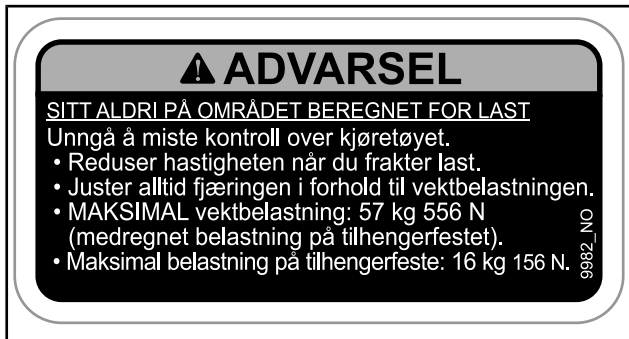 ADVARSEL
SITT ALDRI PÅ OMRÅDET BEREGNET FOR LAST
Unngå å miste kontroll over kjøretøyet.
• Reduser hastigheten når du frakter last.
• Juster alltid fjæringen i forhold til vektbelastningen.
• MAKSIMAL vektbelastning: 57 kg 556 N
(medregnet belastning på tilhengerfestet).
• Maksimal belastning på tilhengerfeste: 16 kg 156 N.
9982_NO